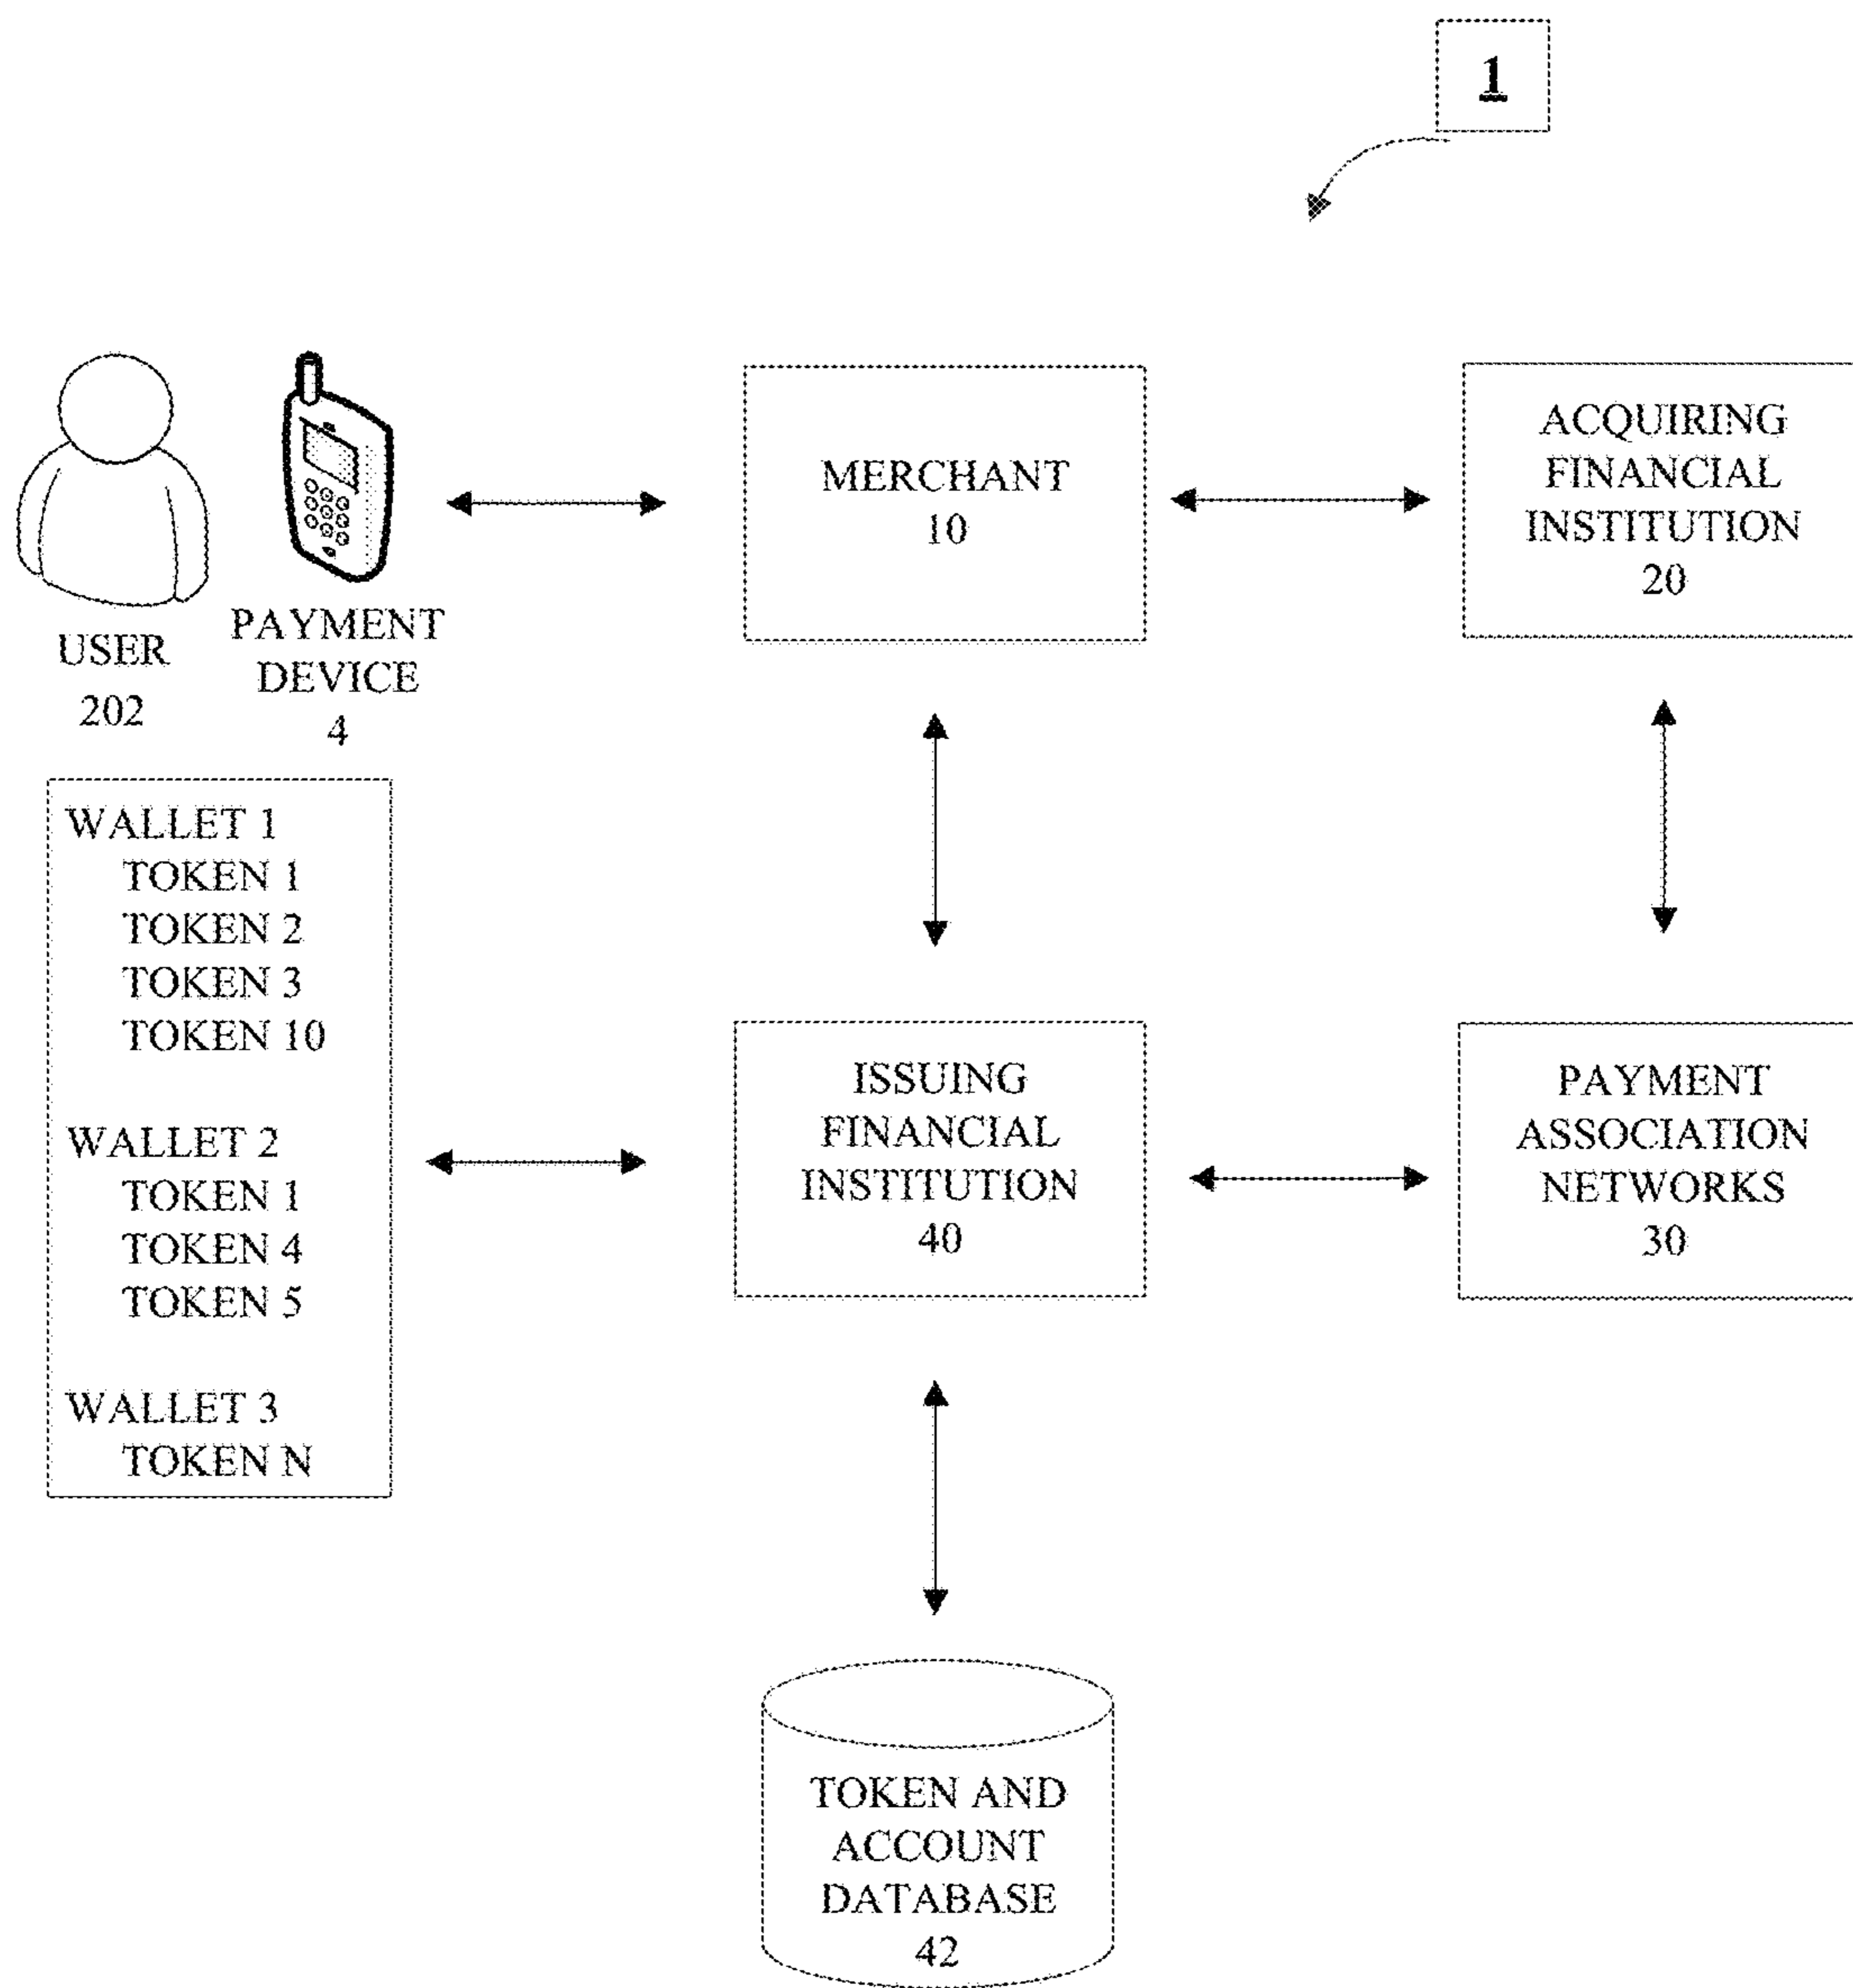 1
USER
202
PAYMENT
DEVICE
4
MERCHANT
10
ACQUIRING
FINANCIAL
INSTITUTION
20
WALLET 1
TOKEN 1
TOKEN 2
TOKEN 3
TOKEN 10
WALLET 2
TOKEN 1
TOKEN 4
TOKEN 5
WALLET 3
TOKEN N
ISSUING
FINANCIAL
INSTITUTION
40
PAYMENT
ASSOCIATION
NETWORKS
30
TOKEN AND
ACCOUNT
DATABASE
42